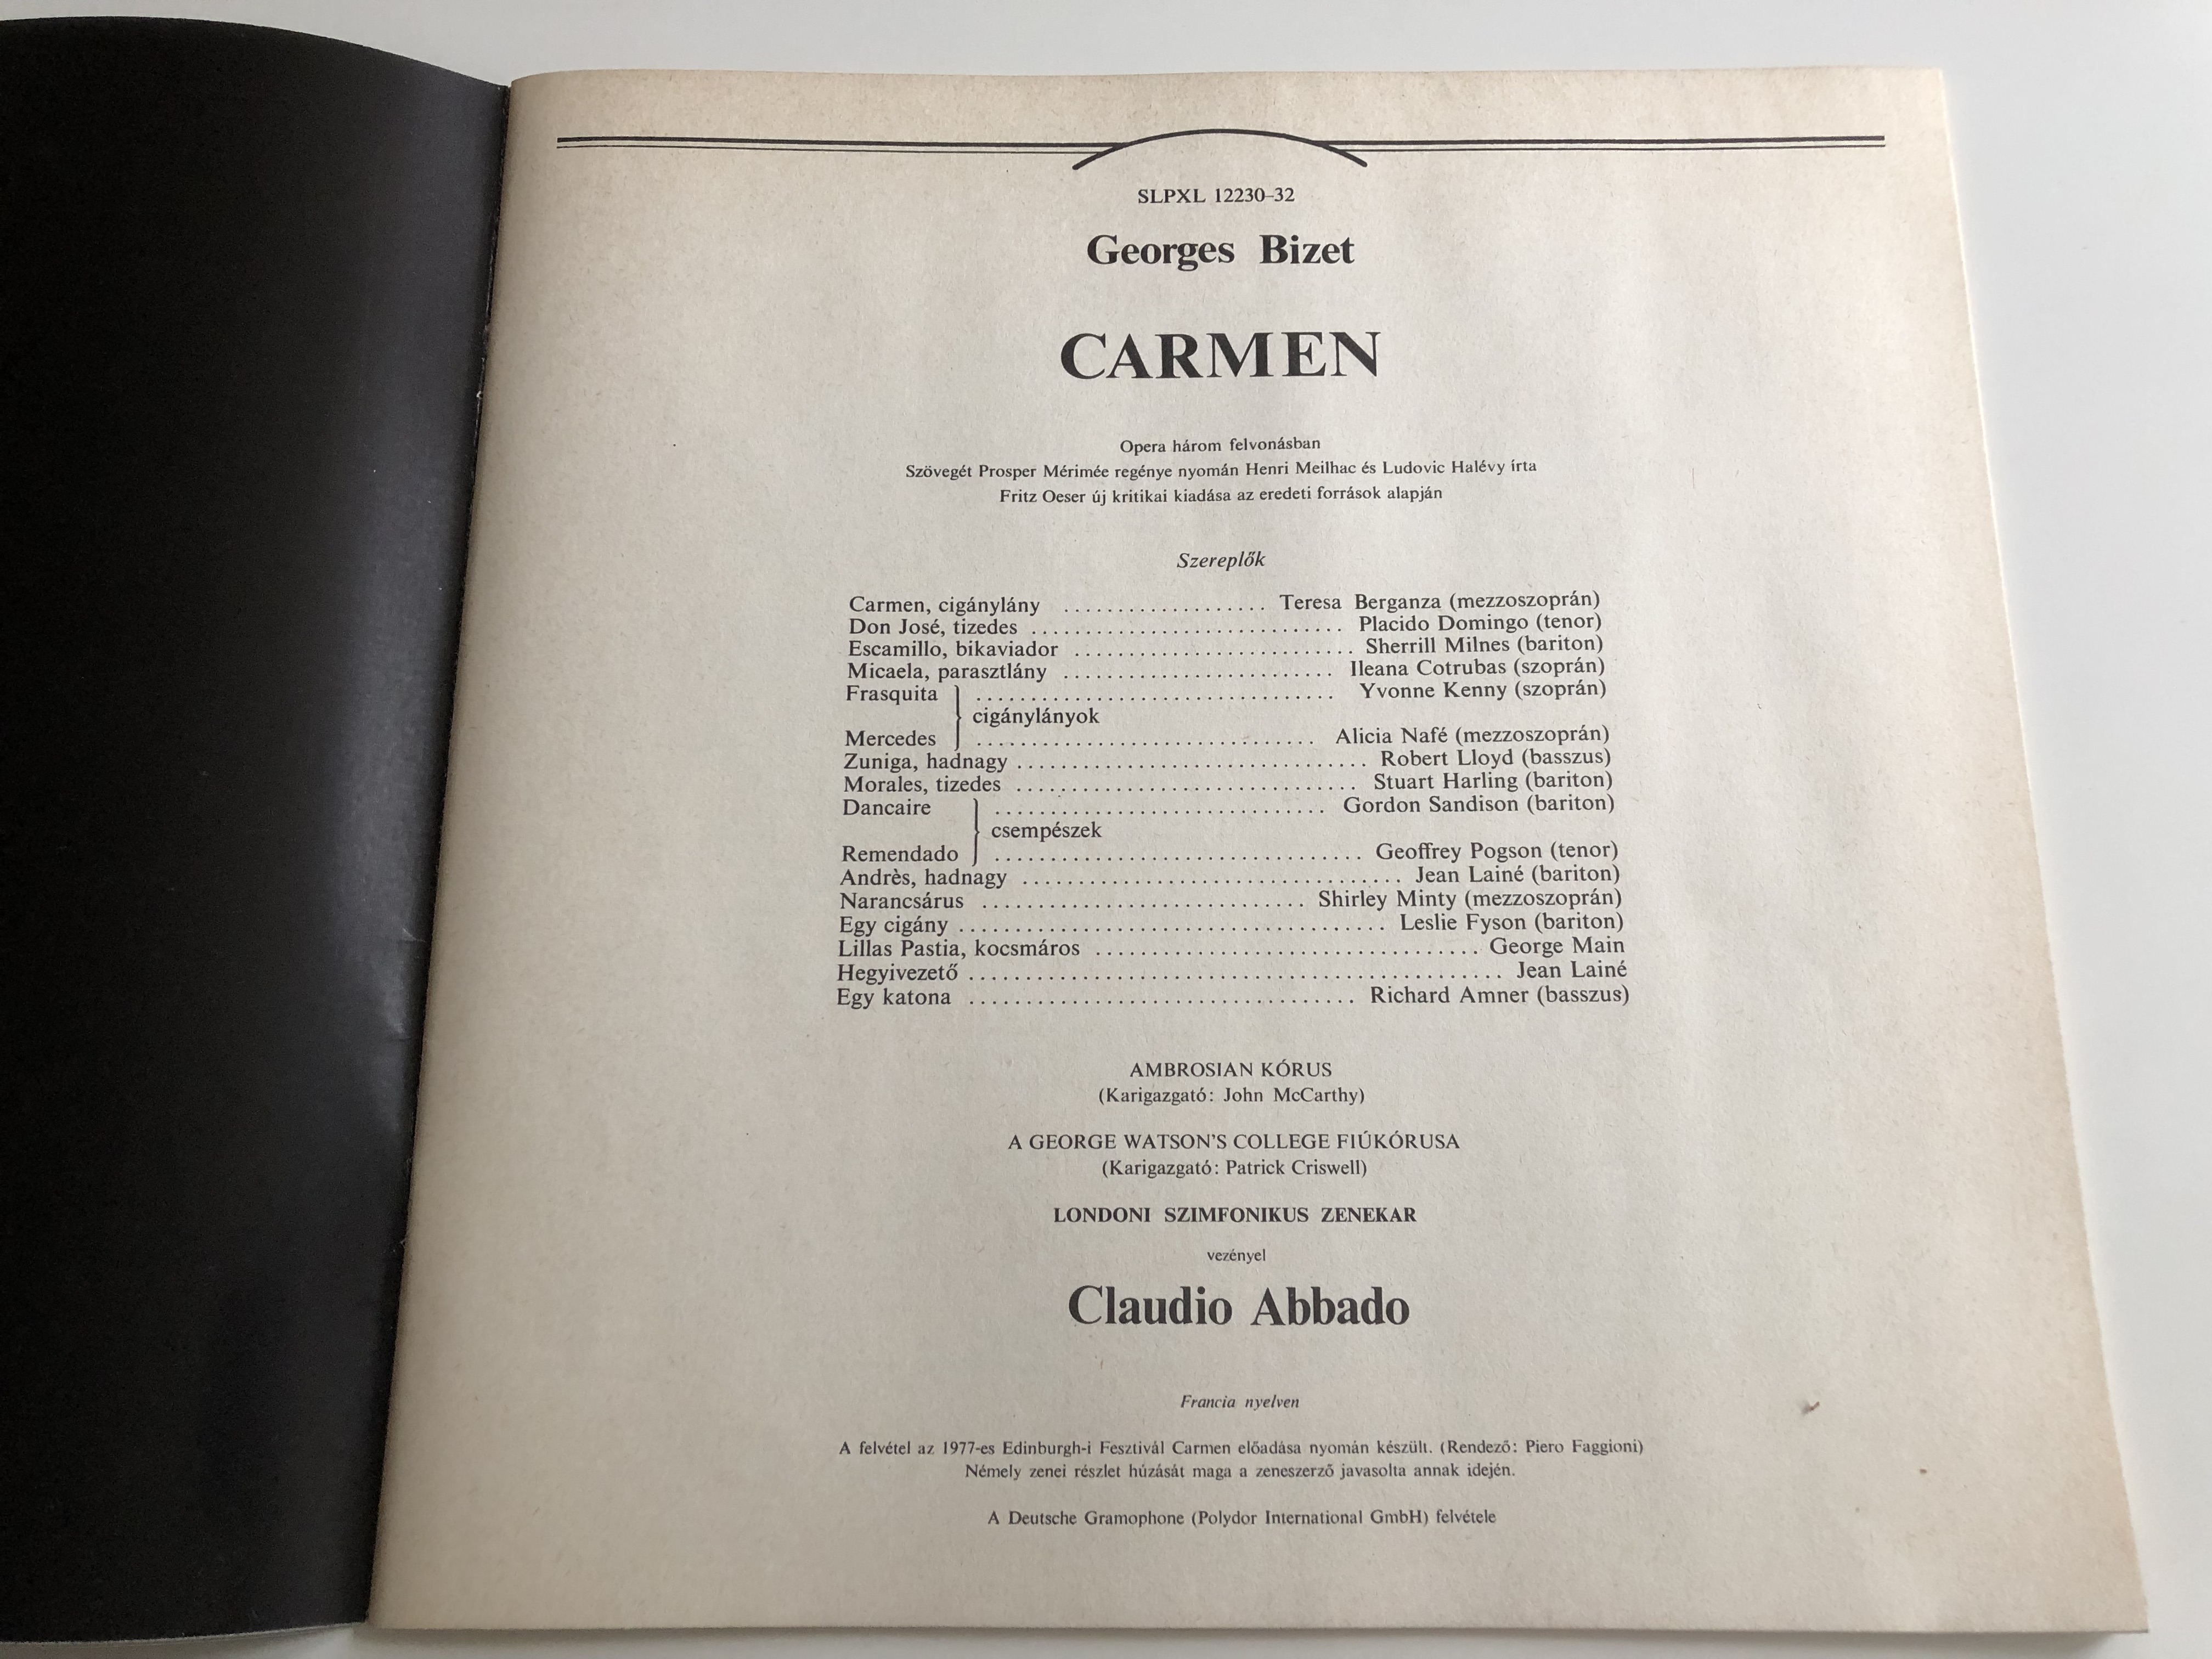 SLPXL 12230–32
Georges Bizet
CARMEN
Opera három felvonásban
Szövegét Prosper Mérimée regénye nyomán Henri Meilhac és Ludovic Halévy írta
Fritz Oeser új kritikai kiadása az eredeti források alapján
Szereplők
Carmen, cigánylány .................. Teresa Berganza (mezzoszoprán)
Don José, tizedes ............................ Placido Domingo (tenor)
Escamillo, bikaviador ......................... Sherrill Milnes (bariton)
Micaela, parasztlány ........................ Ileana Cotrubas (szoprán)
Frasquita ................................ Yvonne Kenny (szoprán)
cigánylányok
Mercedes .............................. Alicia Nafé (mezzoszoprán)
Zuniga, hadnagy ............................... Robert Lloyd (basszus)
Morales, tizedes .............................. Stuart Harling (bariton)
Dancaire .............................. Gordon Sandison (bariton)
csempészek
Remendado ................................. Geoffrey Pogson (tenor)
Andrès, hadnagy .................................. Jean Lainé (bariton)
Narancsárus ............................. Shirley Minty (mezzoszoprán)
Egy cigány ...................................... Leslie Fyson (bariton)
Lillas Pastia, kocsmáros .................................. George Main
Hegyivezető ............................................... Jean Lainé
Egy katona .................................. Richard Amner (basszus)
AMBROSIAN KÓRUS
(Karigazgató: John McCarthy)
A GEORGE WATSON'S COLLEGE FIÚKÓRUSA
(Karigazgató: Patrick Criswell)
LONDONI SZIMFONIKUS ZENEKAR
vezényel
Claudio Abbado
Francia nyelven
A felvétel az 1977-es Edinburgh-i Fesztivál Carmen előadása nyomán készült. (Rendező: Piero Faggioni)
Némely zenei részlet húzását maga a zeneszerző javasolta annak idején.
A Deutsche Gramophone (Polydor International GmbH) felvétele